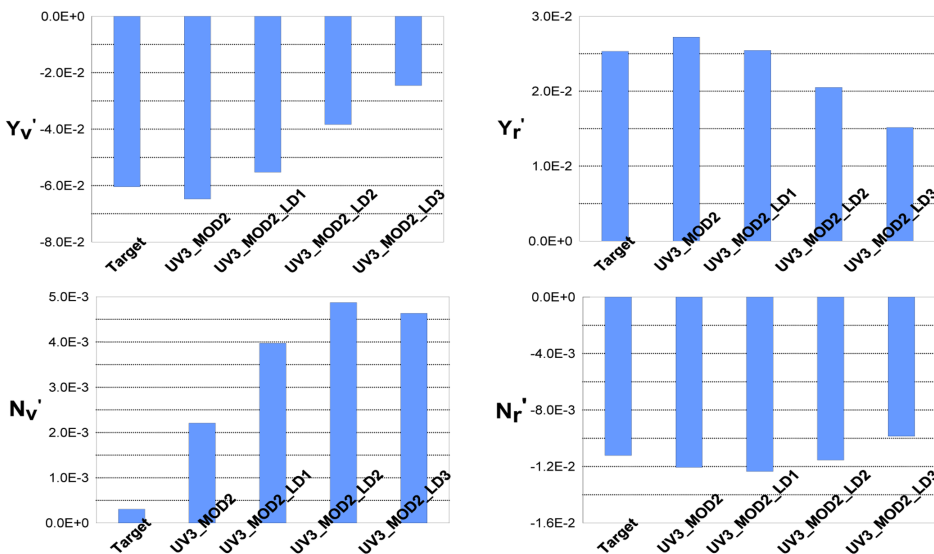 0.0E+0
-2.0E-2
-4.0E-2
-6.0E-2
-8.0E-2
Yv'
Target
UV3_MOD2
UV3_MOD2_LD1
UV3_MOD2_LD2
UV3_MOD2_LD3
3.0E-2
2.0E-2
1.0E-2
0.0E+0
Yr'
Target
UV3_MOD2
UV3_MOD2_LD1
UV3_MOD2_LD2
UV3_MOD2_LD3
5.0E-3
4.0E-3
3.0E-3
2.0E-3
1.0E-3
0.0E+0
Nv'
Target
UV3_MOD2
UV3_MOD2_LD1
UV3_MOD2_LD2
UV3_MOD2_LD3
0.0E+0
-4.0E-3
-8.0E-3
-1.2E-2
-1.6E-2
Nr'
Target
UV3_MOD2
UV3_MOD2_LD1
UV3_MOD2_LD2
UV3_MOD2_LD3